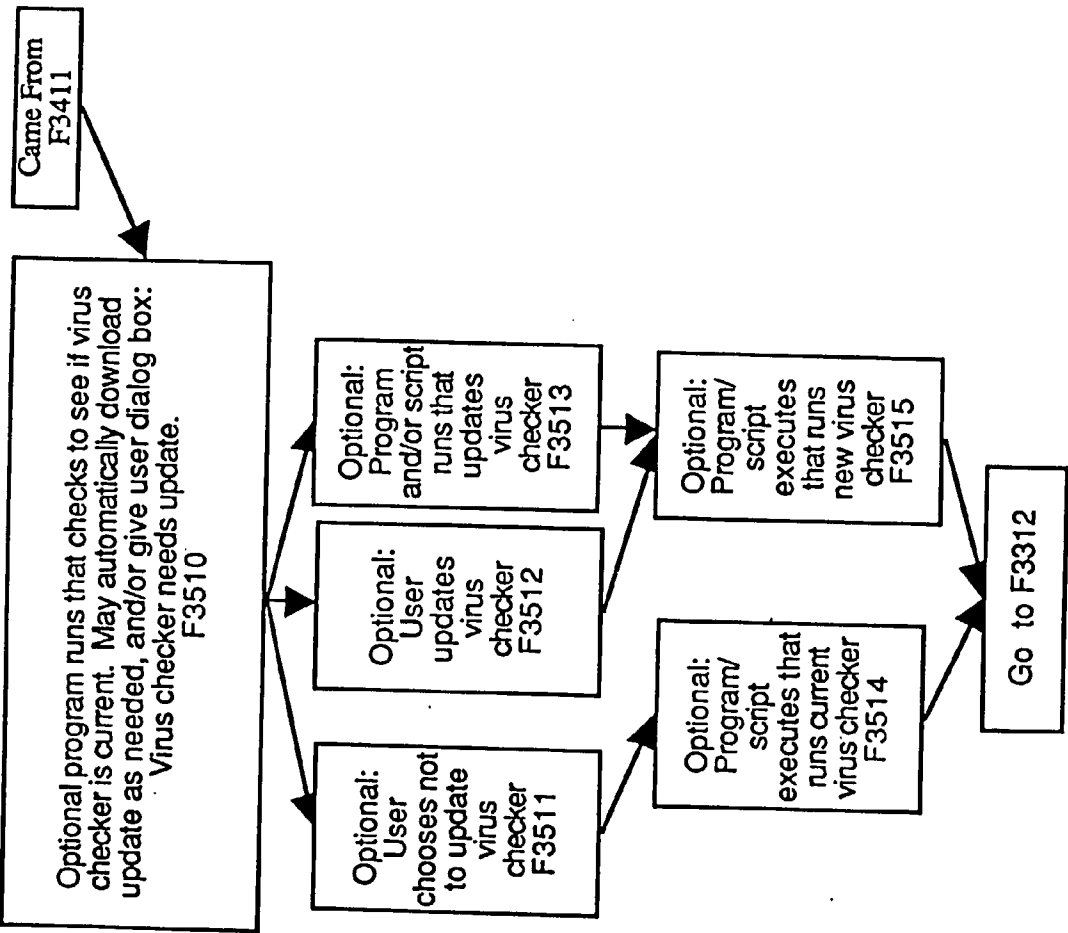 Came From
F3411
Optional program runs that checks to see if virus
checker is current. May automatically download
update as needed, and/or give user dialog box:
Virus checker needs update.
F3510
Optional:
User
chooses not
to update
virus
checker
F3511
Optional:
User
updates
virus
checker
F3512
Optional:
Program
and/or script
runs that
updates
virus
checker
F3513
Optional:
Program/
script
executes that
runs current
virus checker
F3514
Optional:
Program/
script
executes
that runs
new virus
checker
F3515
Go to F3312